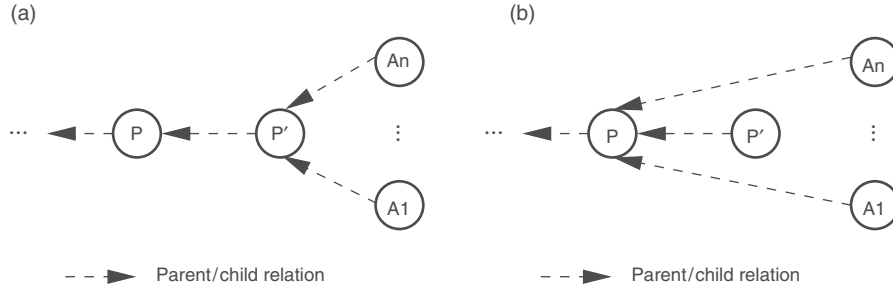 (a)
An
... P P′ ⋮
A1
Parent/child relation
(b)
An
... P P′ ⋮
A1
Parent/child relation